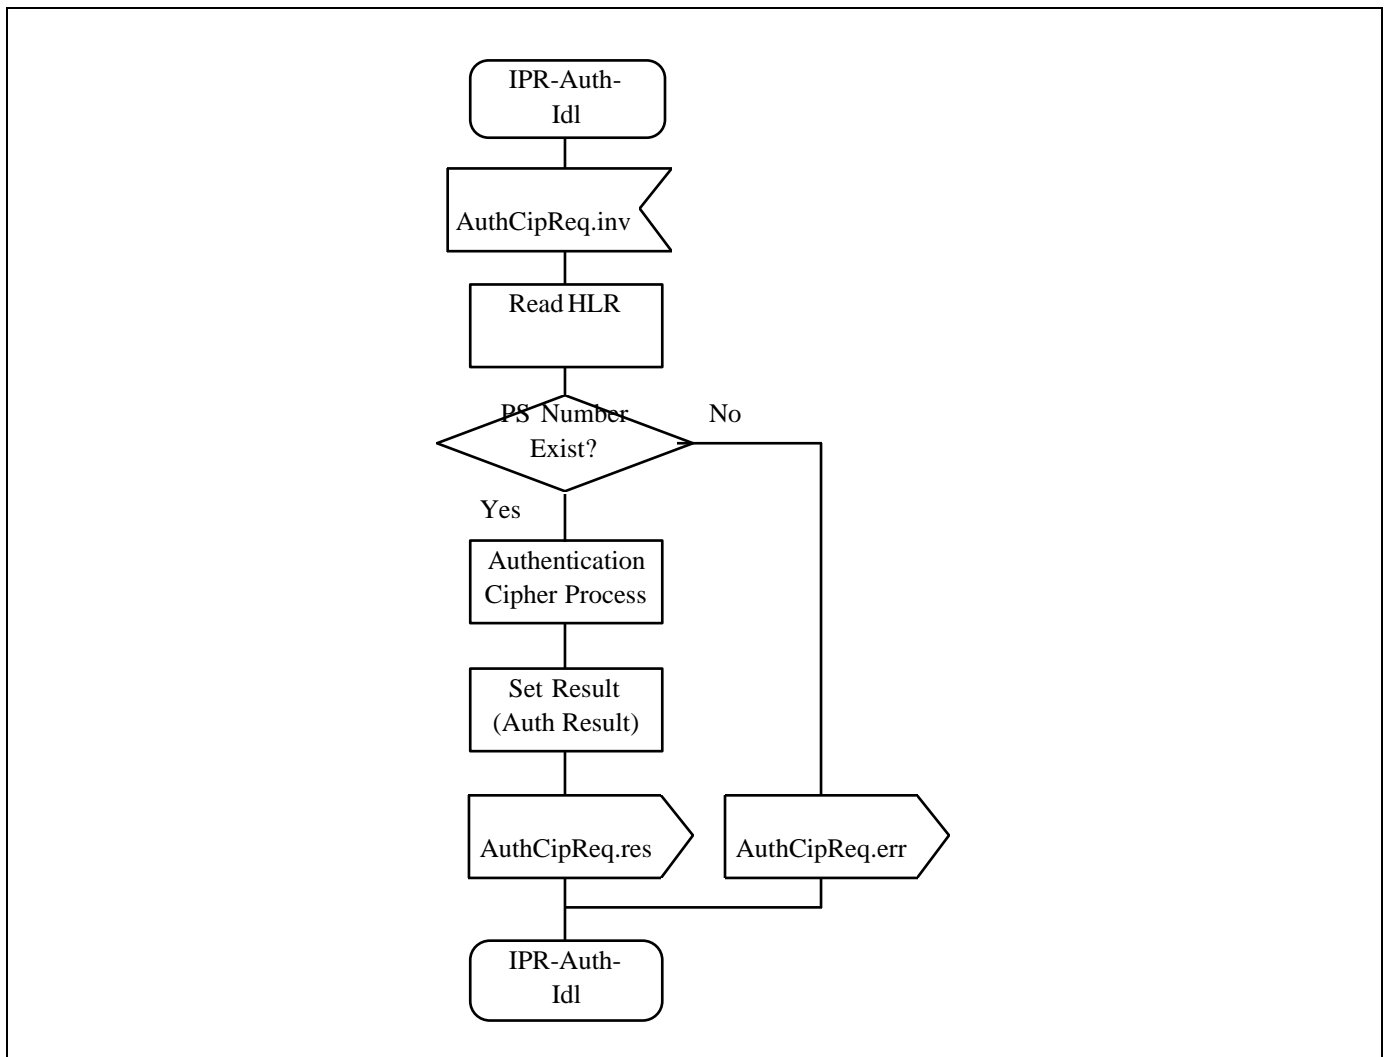 IPR-Auth-
Idl
AuthCipReq.inv
Read HLR
PS Number
Exist?
No
Yes
Authentication
Cipher Process
Set Result
(Auth Result)
AuthCipReq.res
AuthCipReq.err
IPR-Auth-
Idl